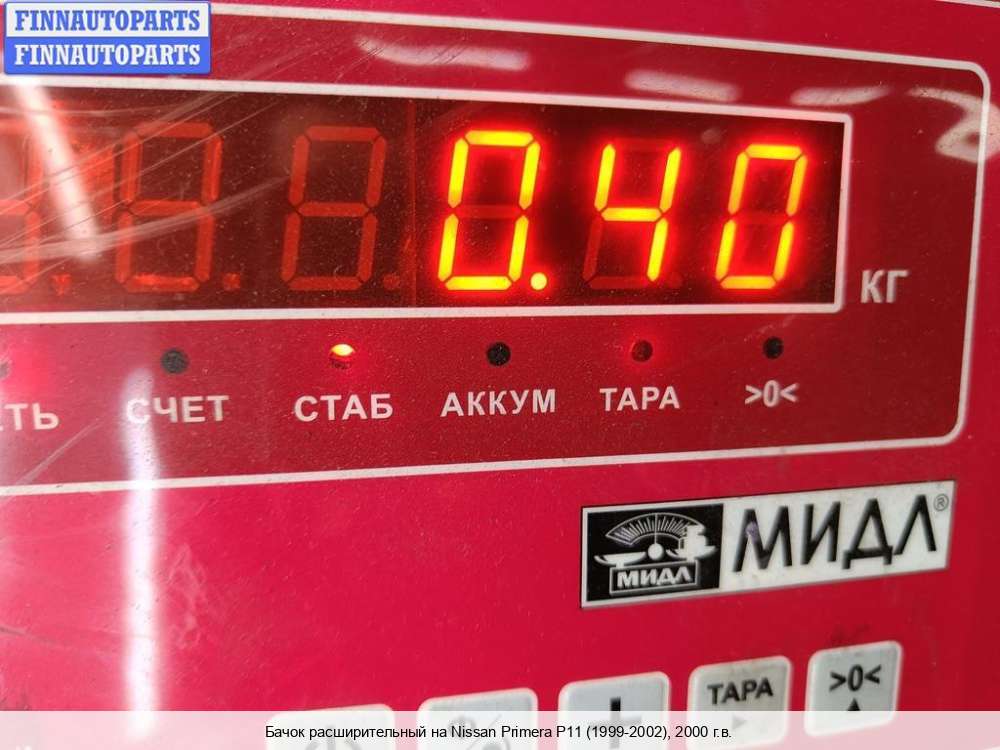 FINNAUTOPARTS
FINNAUTOPARTS
0.40
КГ
СЧЕТ СТАБ АККУМ ТАРА >0<
МИДЛ
МИДЛ®
ТАРА >0<
Бачок расширительный на Nissan Primera P11 (1999-2002), 2000 г.в.